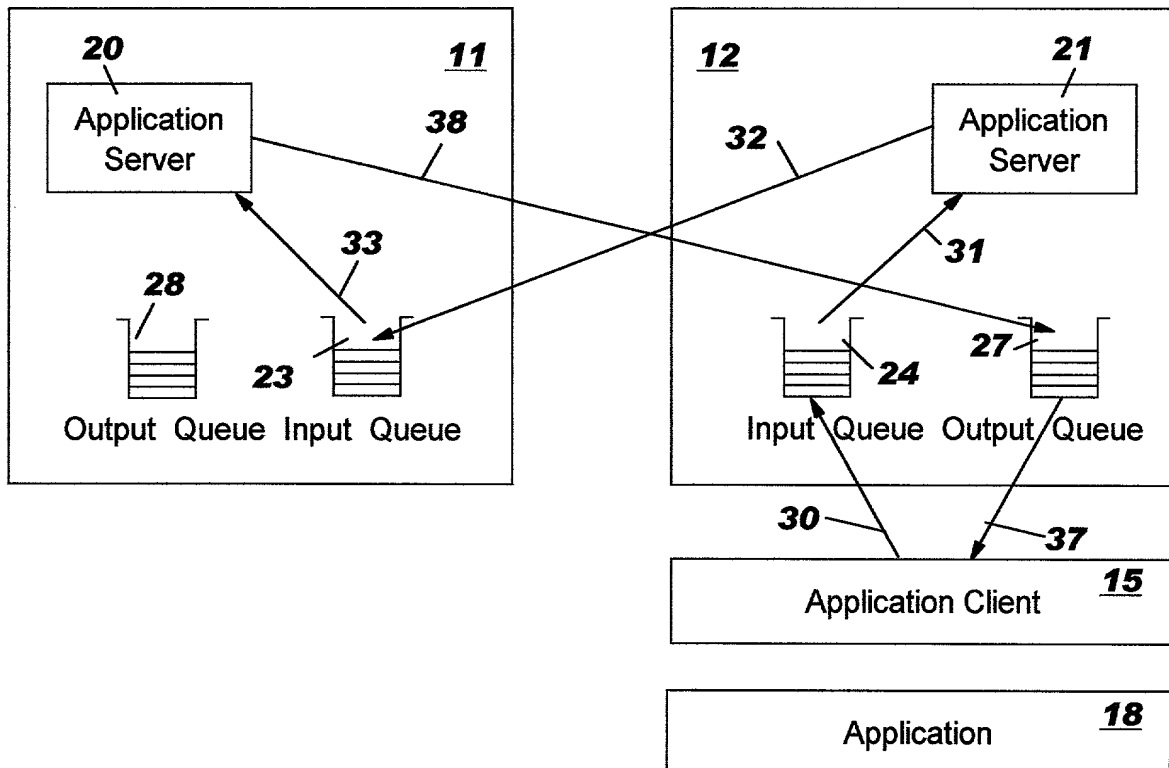 20
11
Application
Server
38
33
28
23
Output Queue Input Queue
12
21
Application
Server
32
31
24
27
Input Queue Output Queue
30
37
15
Application Client
18
Application